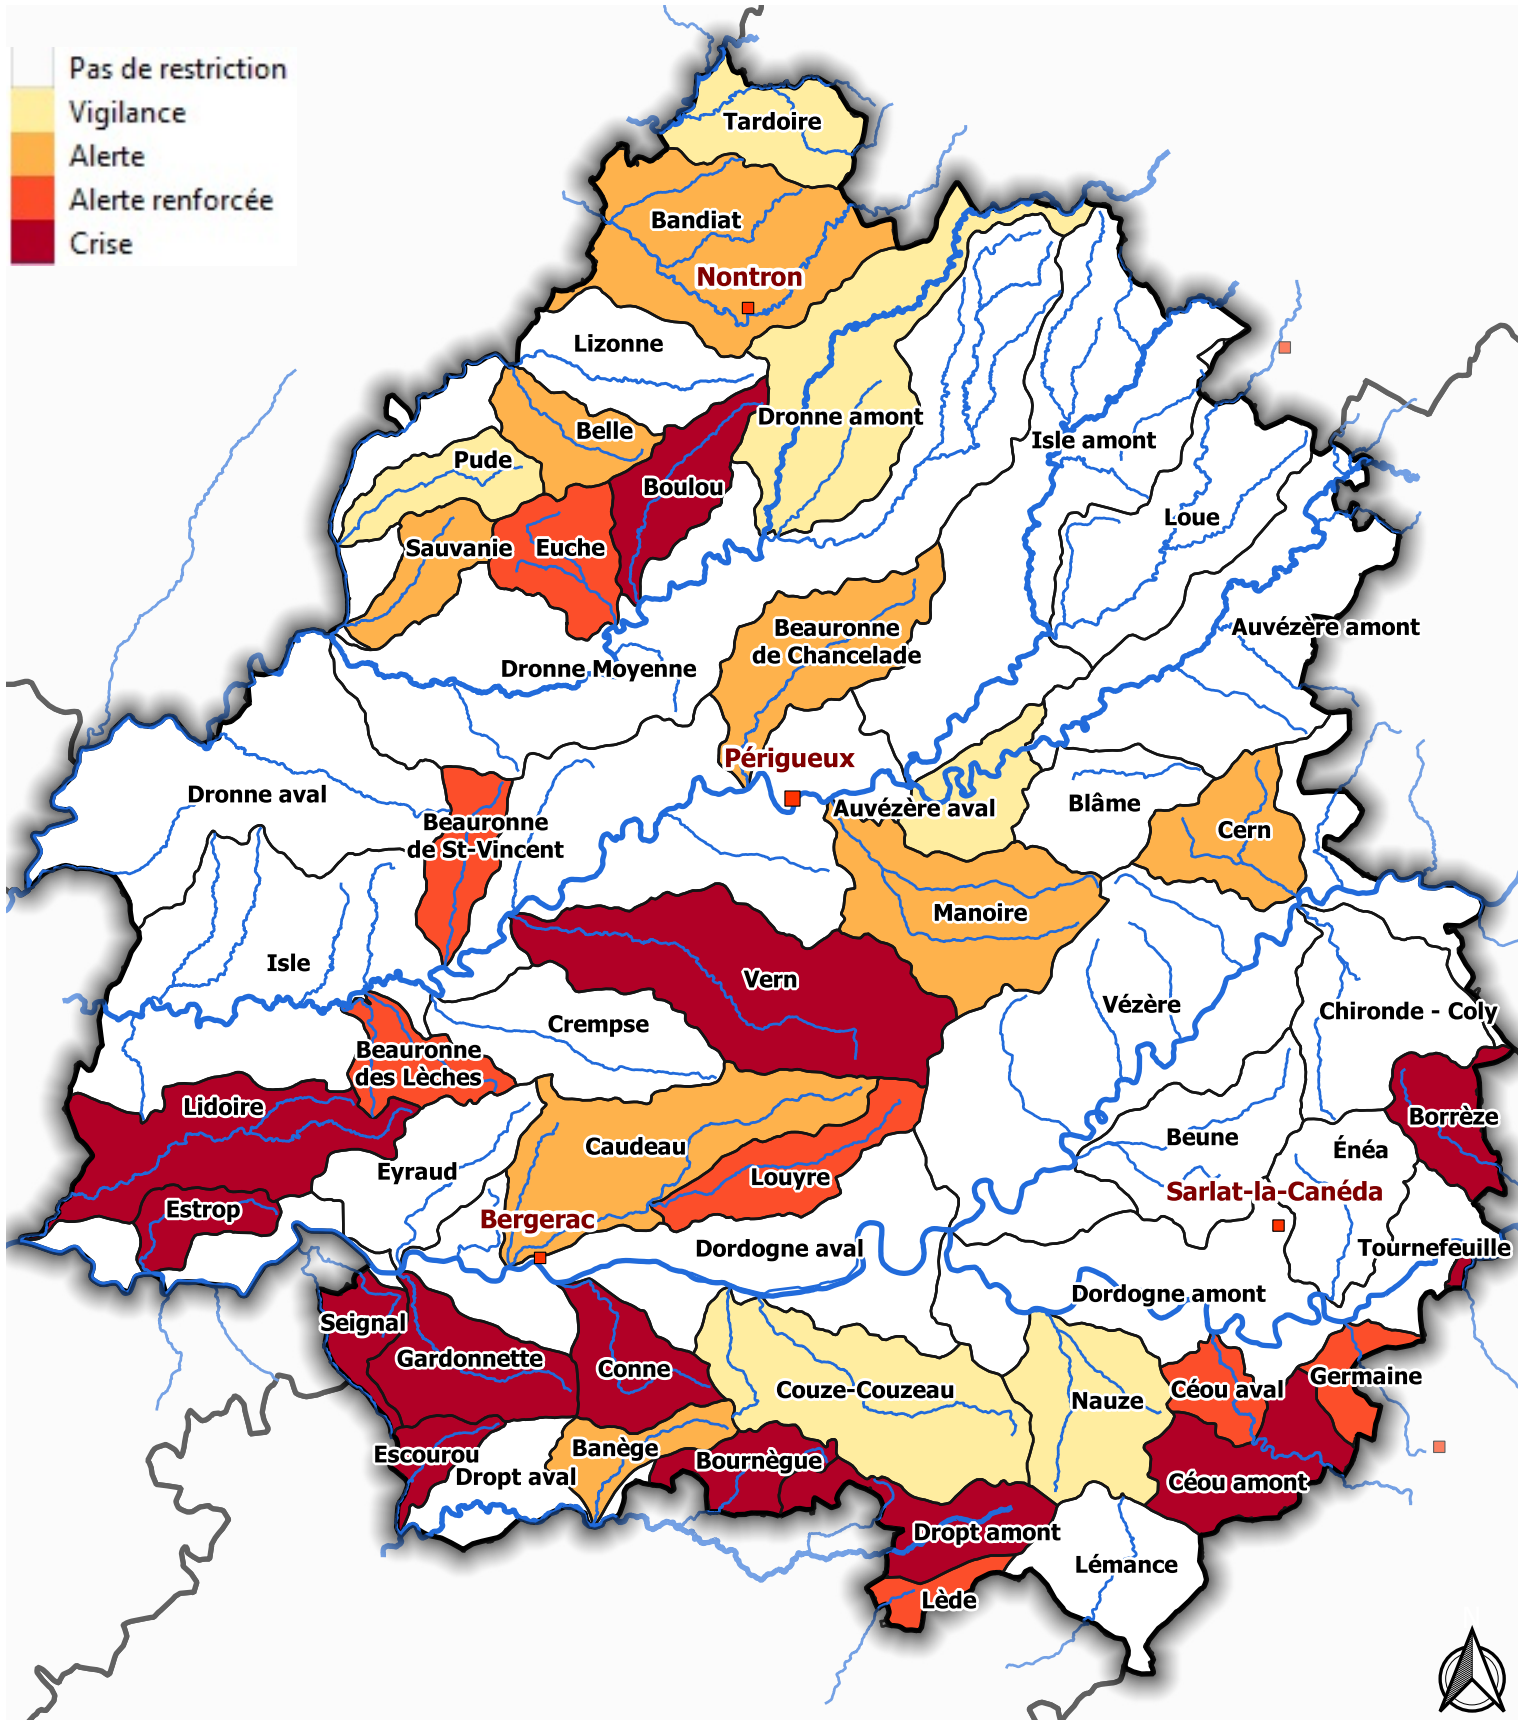 Pas de restriction
Vigilance
Alerte
Alerte renforcée
Crise
Tardoire
Bandiat
Nontron
Lizonne
Dronne amont
Belle
Isle amont
Pude
Boulou
Loue
Sauvanie
Euche
Auvézère amont
Beauronne
de Chancelade
Dronne Moyenne
Périgueux
Dronne aval
Auvézère aval
Blâme
Beauronne
de St-Vincent
Cern
Manoire
Isle
Vern
Vézère
Chironde - Coly
Crempse
Beauronne
des Lèches
Lidoire
Borrèze
Beune
Caudeau
Énéa
Eyraud
Louyre
Sarlat-la-Canéda
Estrop
Bergerac
Dordogne aval
Tournefeuille
Dordogne amont
Seignal
Gardonnette
Conne
Germaine
Couze-Couzeau
Céou aval
Nauze
Banège
Escourou
Bournègue
Dropt aval
Céou amont
Dropt amont
Lémance
Lède
N